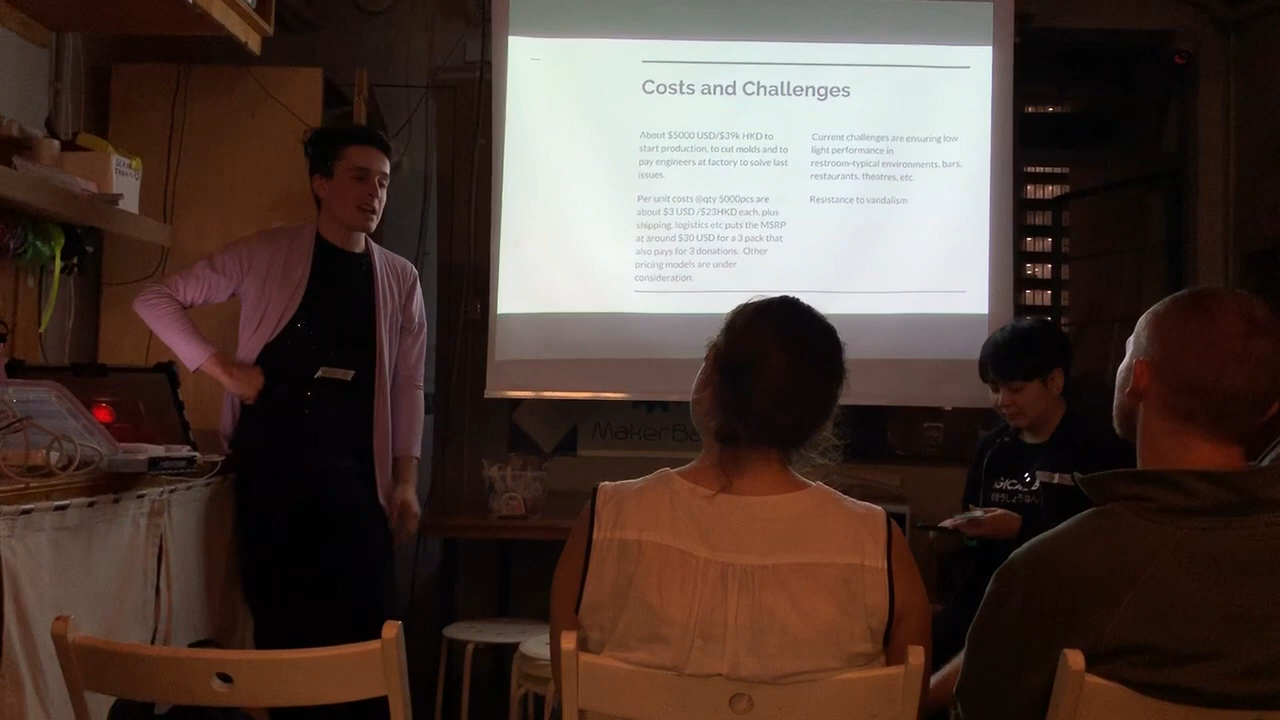 Costs and Challenges
About $5000 USD/$39k HKD to
start production, to cut molds and to
pay engineers at factory to solve last
issues.
Per unit costs @qty 5000pcs are
about $3 USD /$23HKD each, plus
shipping, logistics etc puts the MSRP
at around $30 USD for a 3 pack that
also pays for 3 donations. Other
pricing models are under
consideration.
Current challenges are ensuring low
light performance in
restroom-typical environments, bars,
restaurants, theatres, etc.
Resistance to vandalism
MakerBa